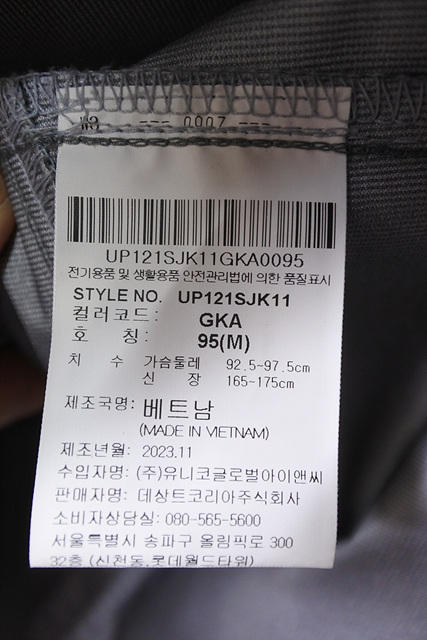 #3 --- 0007 ---
UP121SJK11GKA0095
전기용품 및 생활용품 안전관리법에 의한 품질표시
STYLE NO. UP121SJK11
컬러코드: GKA
호 칭: 95(M)
치 수 가슴둘레 92.5-97.5cm
신 장 165-175cm
제조국명: 베트남
(MADE IN VIETNAM)
제조년월: 2023.11
수입자명: (주)유니코글로벌아이앤씨
판매자명: 데상트코리아주식회사
소비자상담실: 080-565-5600
서울특별시 송파구 올림픽로 300
32층 (신천동,롯데월드타워)